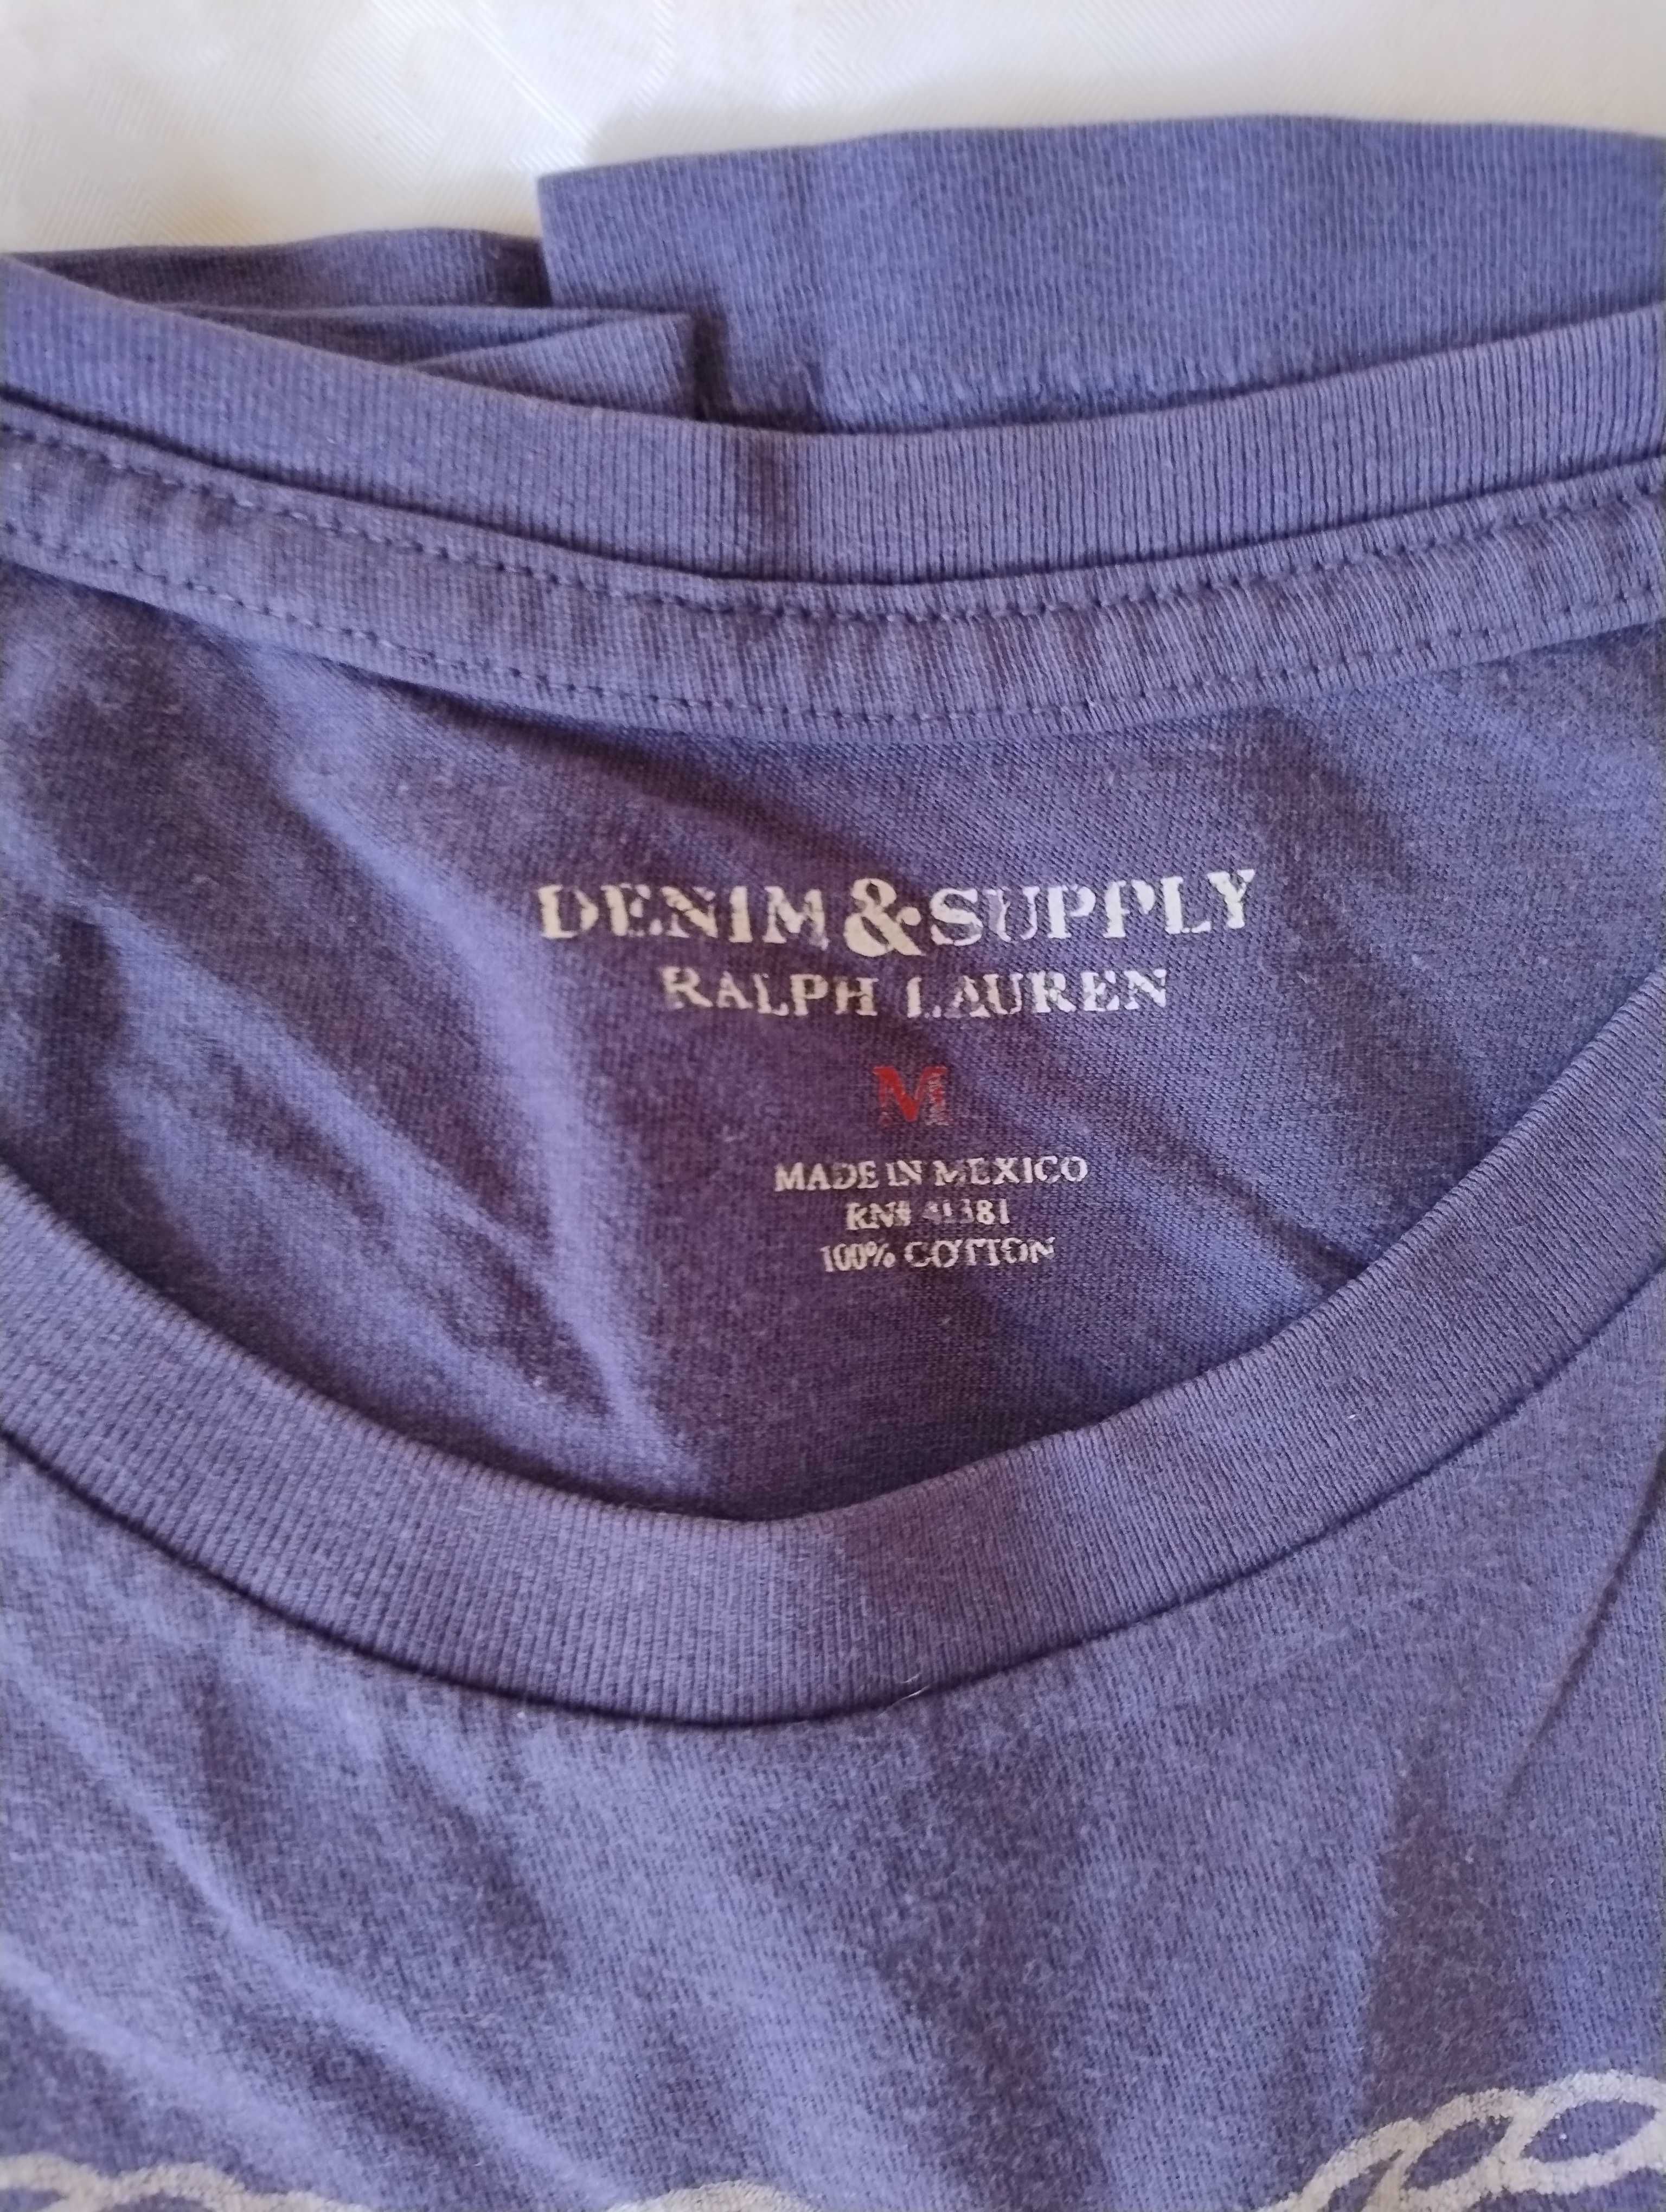 DENIM & SUPPLY
RALPH LAUREN
M
MADE IN MEXICO
RN# 41381
100% COTTON